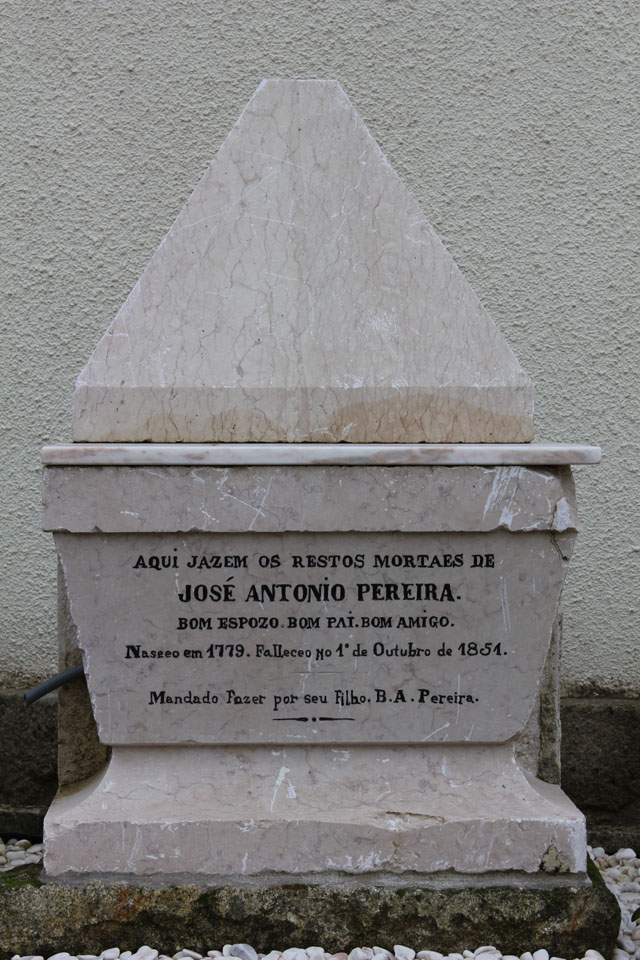 AQUI JAZEM OS RESTOS MORTAES DE
JOSÉ ANTONIO PEREIRA.
BOM ESPOZO. BOM PAI. BOM AMIGO.
Nasceo em 1779. Falleceo no 1º de Outubro de 1851.
Mandado Fazer por seu Filho. B. A. Pereira.